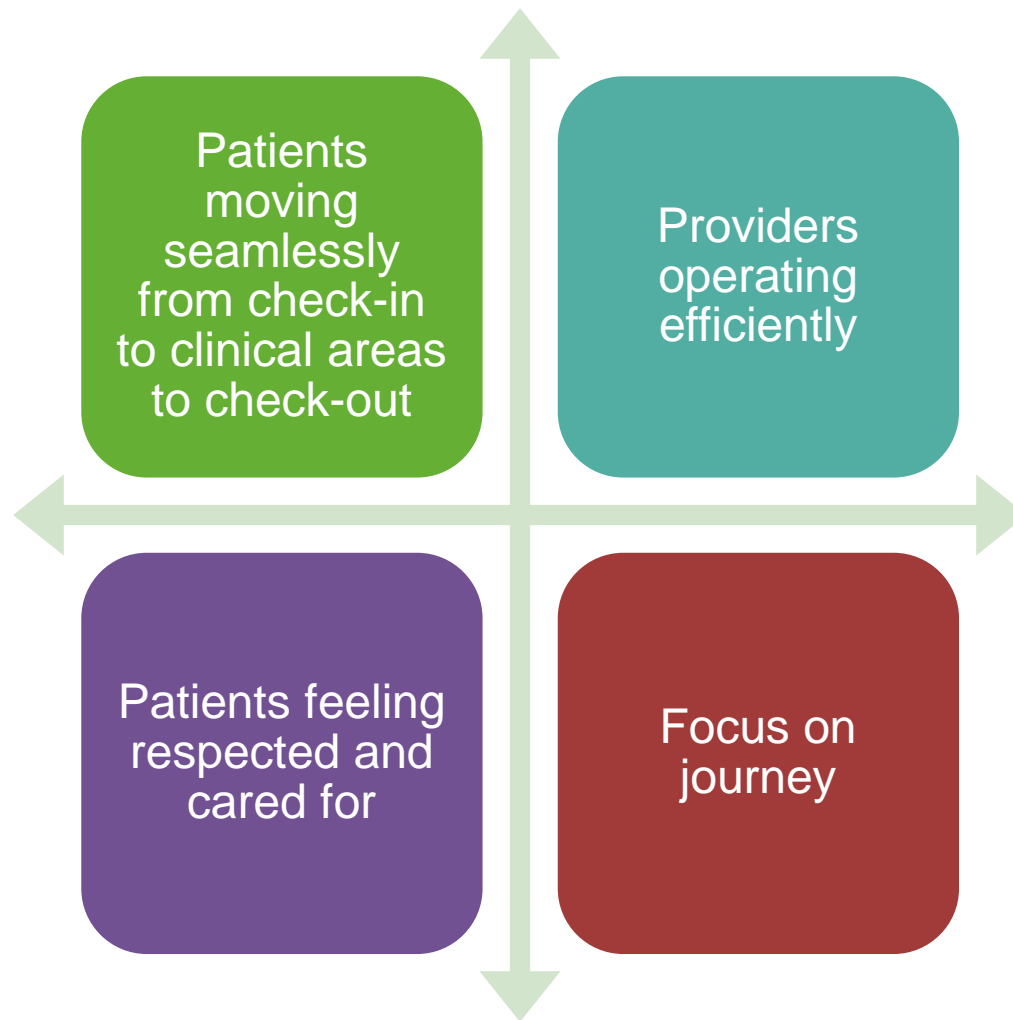 Patients
moving
seamlessly
from check-in
to clinical areas
to check-out
Providers
operating
efficiently
Patients feeling
respected and
cared for
Focus on
journey